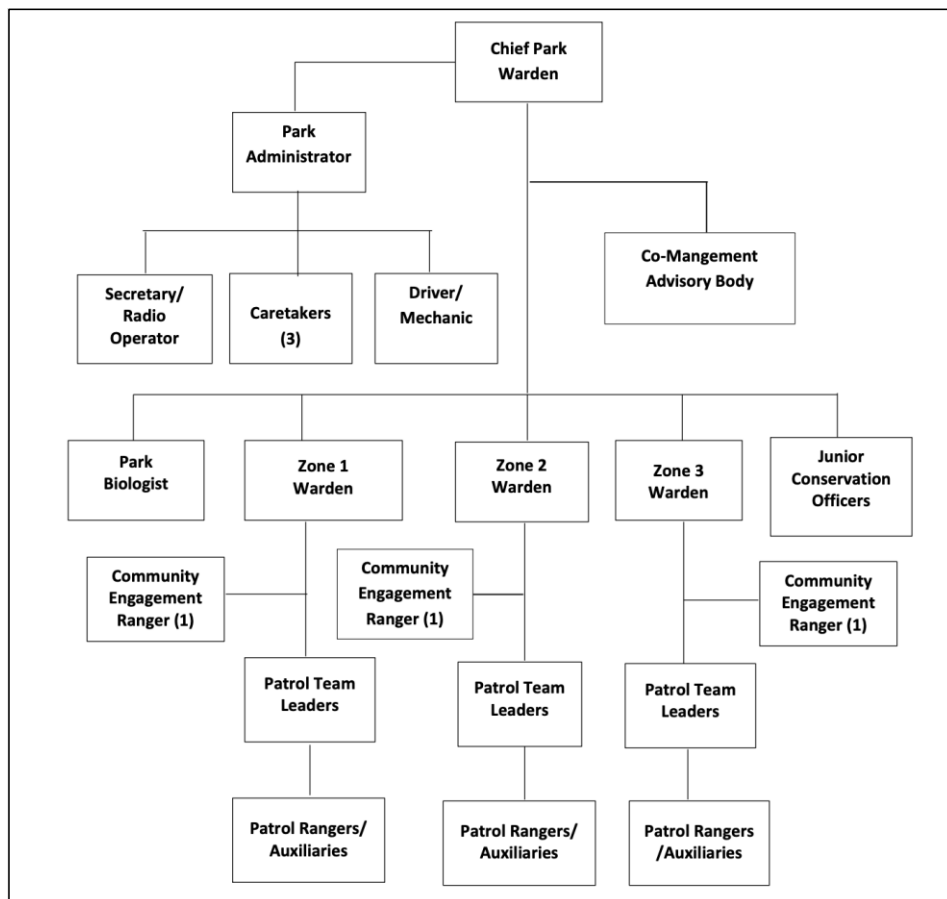 Chief Park
Warden
Park
Administrator
Co-Mangement
Advisory Body
Secretary/
Radio
Operator
Caretakers
(3)
Driver/
Mechanic
Park
Biologist
Zone 1
Warden
Zone 2
Warden
Zone 3
Warden
Junior
Conservation
Officers
Community
Engagement
Ranger (1)
Community
Engagement
Ranger (1)
Community
Engagement
Ranger (1)
Patrol Team
Leaders
Patrol Team
Leaders
Patrol Team
Leaders
Patrol Rangers/
Auxiliaries
Patrol Rangers/
Auxiliaries
Patrol Rangers
/Auxiliaries